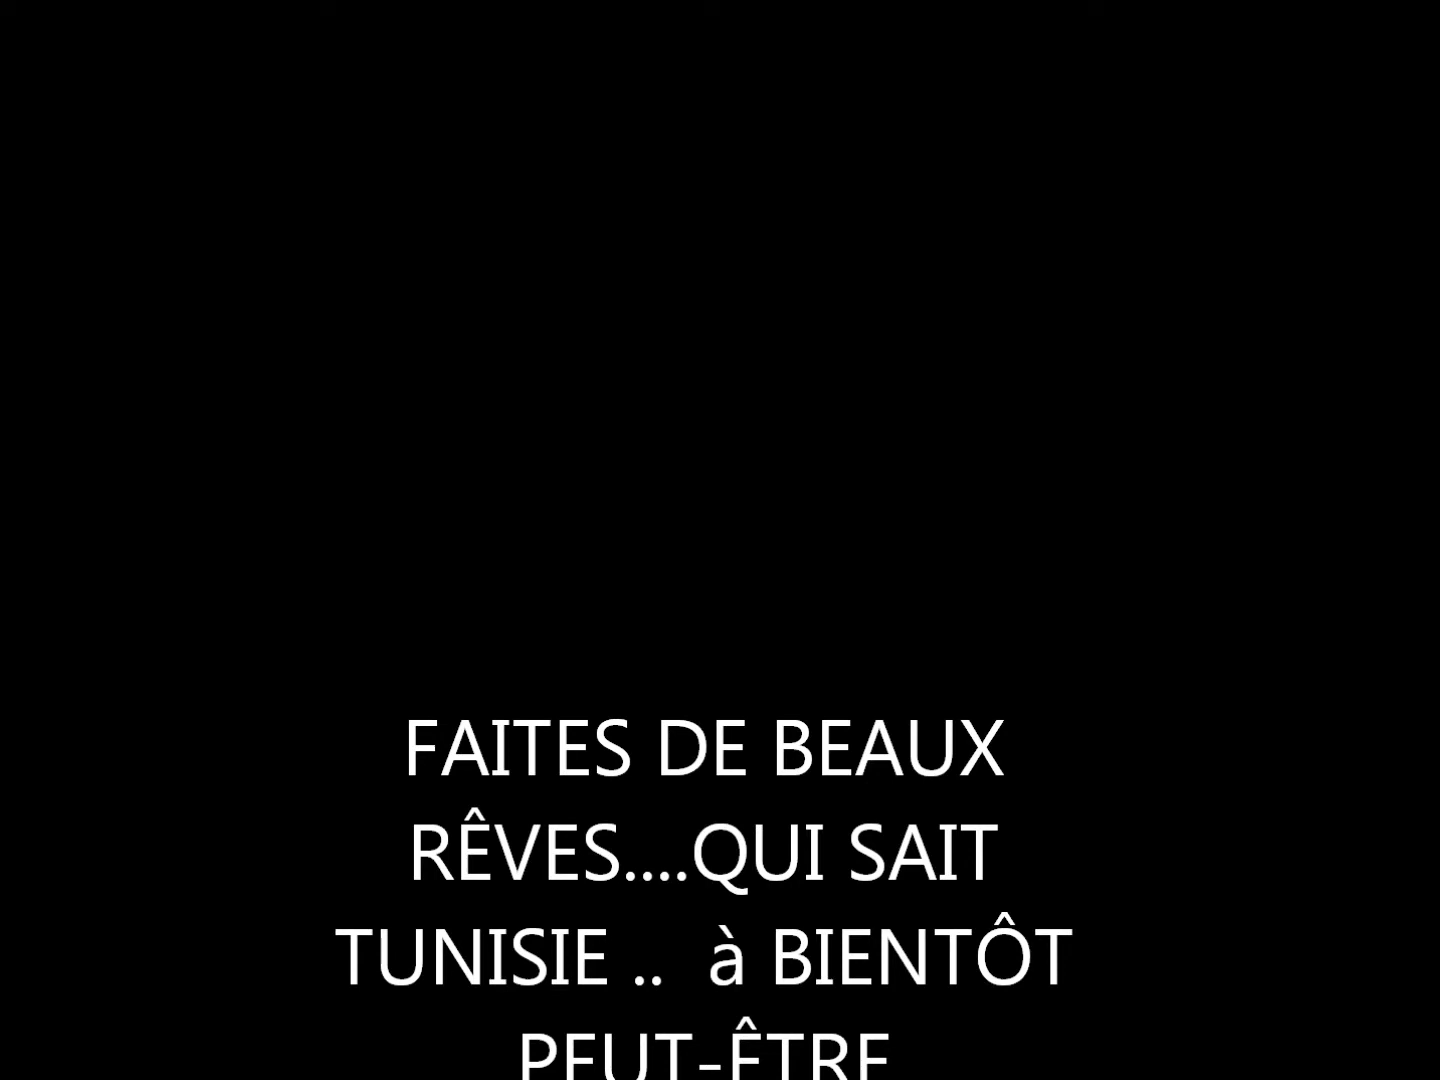 FAITES DE BEAUX
RÊVES....QUI SAIT
TUNISIE ..  à BIENTÔT
PEUT-ÊTRE